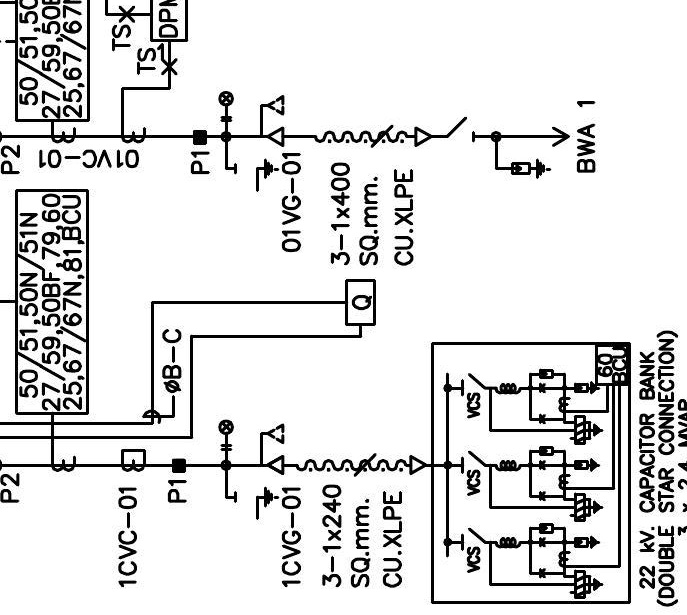 50/51,50
27/59,50B
25,67/67N
TS
TS
DPM
P2
01VC-01
P1
01VG-01
3-1x400
SQ.mm.
CU.XLPE
BWA 1
50/51,50N/51N
27/59,50BF,79,60
25,67/67N,81,BCU
Q
øB-C
P2
1CVC-01
P1
1CVG-01
3-1x240
SQ.mm.
CU.XLPE
VCS
VCS
VCS
60
BCU
22 kV. CAPACITOR BANK
(DOUBLE STAR CONNECTION)
3 x 2.4 MVAR